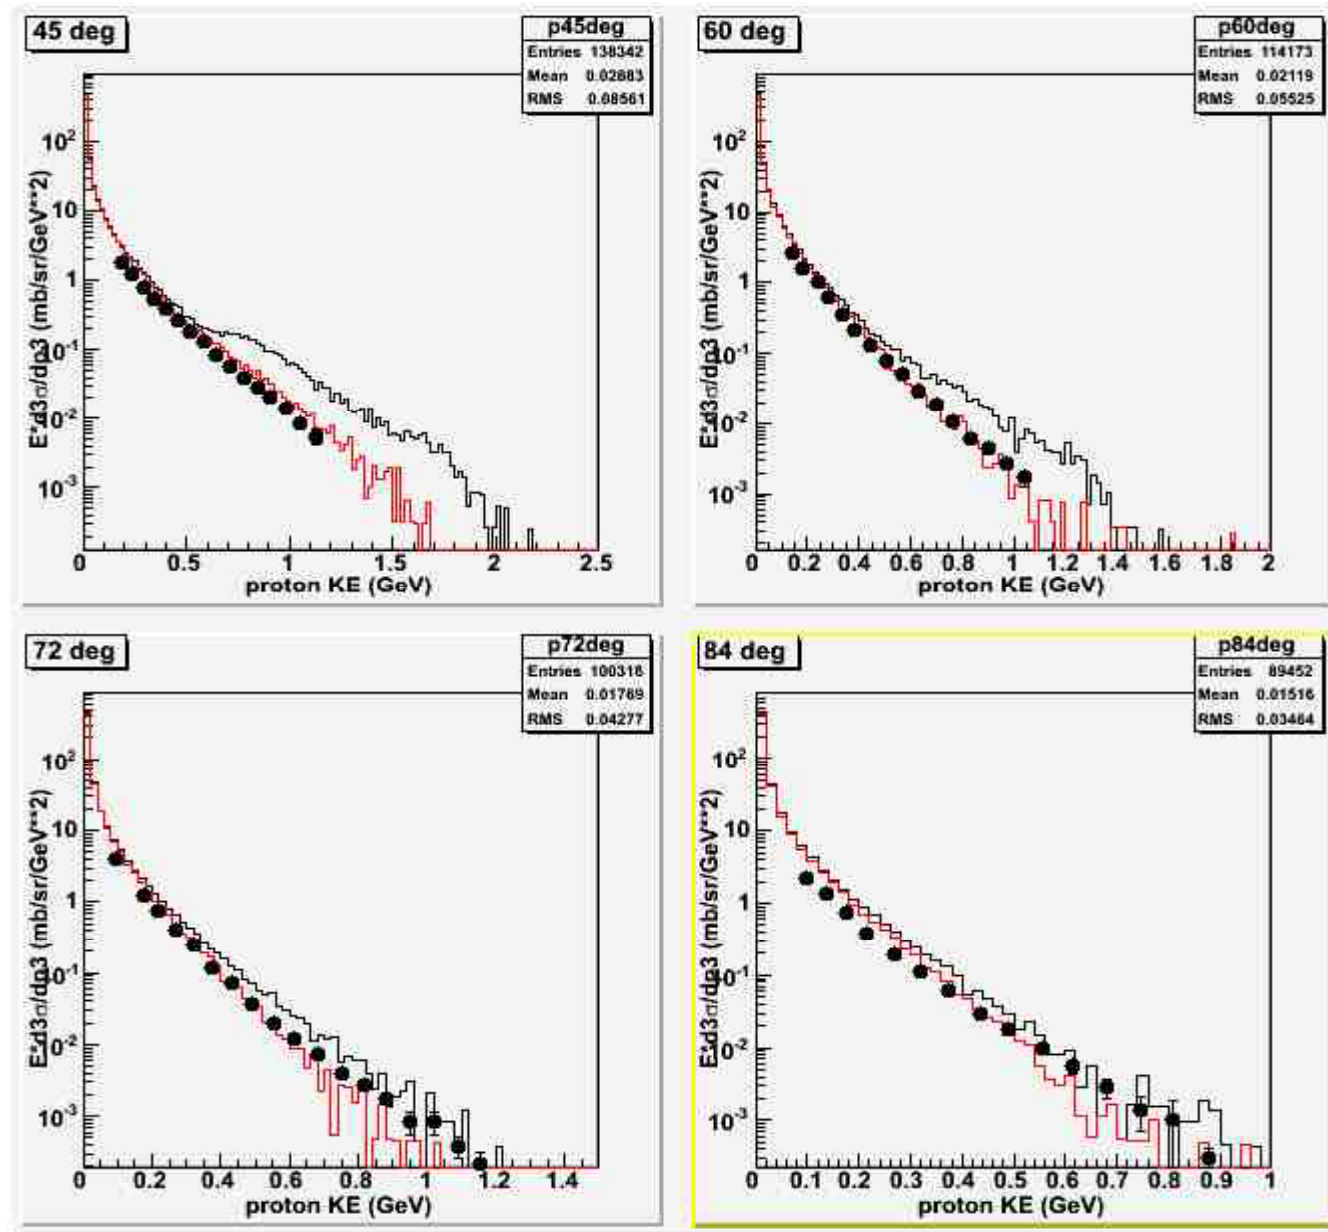 45 deg
p45deg
Entries 138342
Mean 0.02883
RMS 0.08561
E*d3σ/dp3 (mb/sr/GeV**2)
10²
10
1
10⁻¹
10⁻²
10⁻³
0 0.5 1 1.5 2 2.5
proton KE (GeV)
60 deg
p60deg
Entries 114173
Mean 0.02119
RMS 0.05525
E*d3σ/dp3 (mb/sr/GeV**2)
10²
10
1
10⁻¹
10⁻²
10⁻³
0 0.2 0.4 0.6 0.8 1 1.2 1.4 1.6 1.8 2
proton KE (GeV)
72 deg
p72deg
Entries 100318
Mean 0.01769
RMS 0.04277
E*d3σ/dp3 (mb/sr/GeV**2)
10²
10
1
10⁻¹
10⁻²
10⁻³
0 0.2 0.4 0.6 0.8 1 1.2 1.4
proton KE (GeV)
84 deg
p84deg
Entries 89452
Mean 0.01516
RMS 0.03464
E*d3σ/dp3 (mb/sr/GeV**2)
10²
10
1
10⁻¹
10⁻²
10⁻³
0 0.1 0.2 0.3 0.4 0.5 0.6 0.7 0.8 0.9 1
proton KE (GeV)